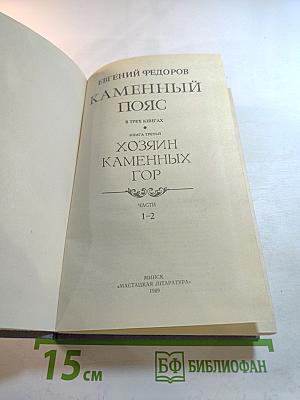 ЕВГЕНИЙ ФЕДОРОВ
КАМЕННЫЙ
ПОЯС
В ТРЕХ КНИГАХ
КНИГА ТРЕТЬЯ
ХОЗЯИН
КАМЕННЫХ
ГОР
ЧАСТИ
1-2
МИНСК
«МАСТАЦКАЯ ЛІТАРАТУРА»
1989
15 см
БФ БИБЛИОФАН